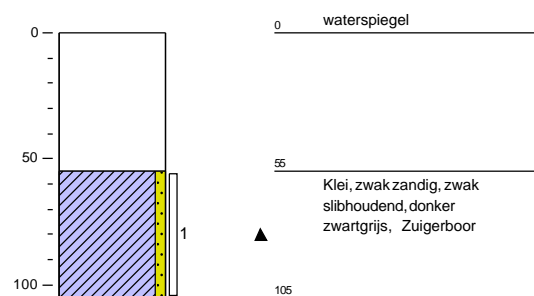 0
0
waterspiegel
50
55
Klei, zwak zandig, zwak
slibhoudend, donker
zwartgrijs, Zuigerboor
1
100
105